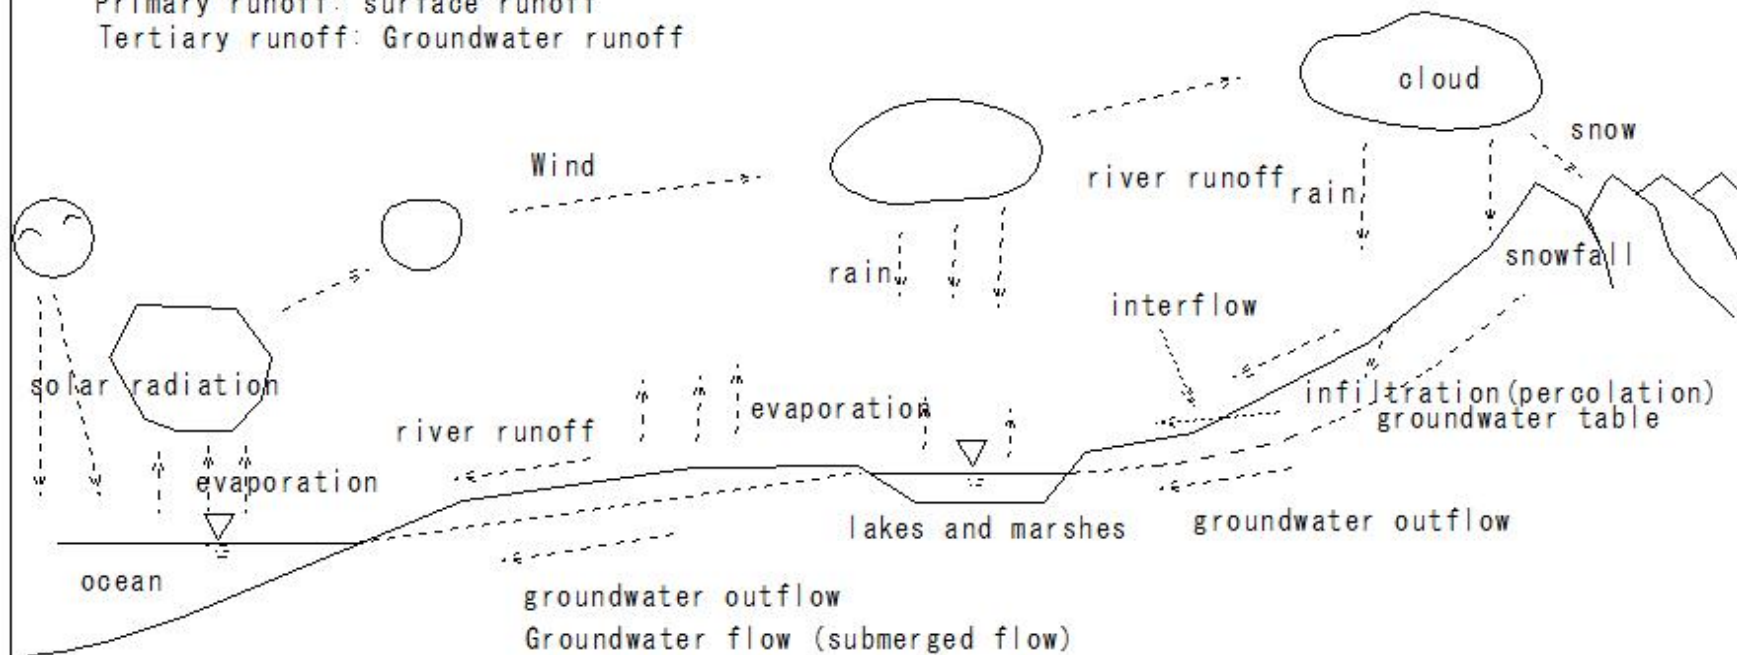 Primary runoff: surface runoff
Tertiary runoff: Groundwater runoff
cloud
snow
Wind
river runoff
rain
snowfall
rain
interflow
solar radiation
infiltration(percolation)
evaporation
groundwater table
river runoff
evaporation
lakes and marshes
groundwater outflow
ocean
groundwater outflow
Groundwater flow (submerged flow)